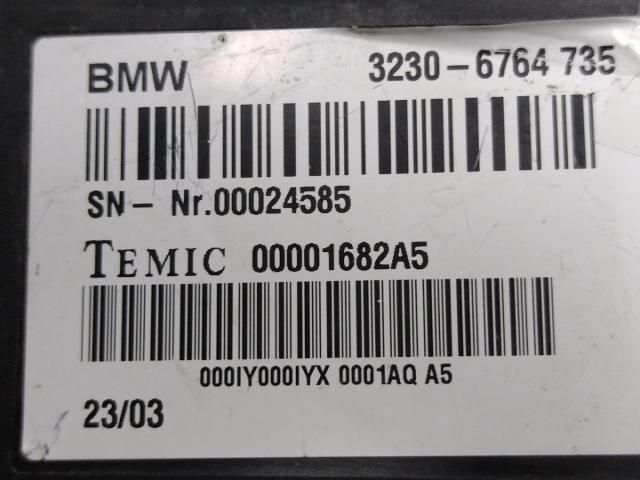 BMW 3230-6764 735
SN- Nr.00024585
TEMIC 00001682A5
000IY000IYX 0001AQ A5
23/03